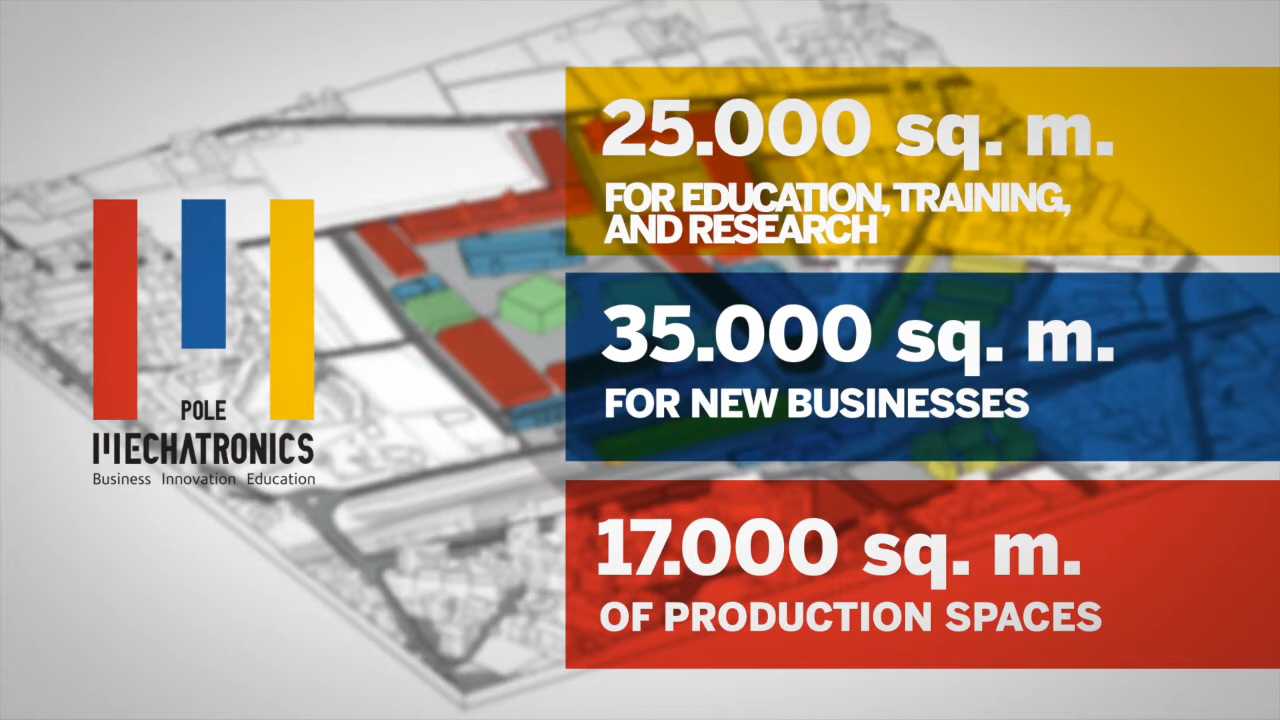 POLE
MECHATRONICS
Business Innovation Education
25.000 sq. m.
FOR EDUCATION, TRAINING,
AND RESEARCH
35.000 sq. m.
FOR NEW BUSINESSES
17.000 sq. m.
OF PRODUCTION SPACES